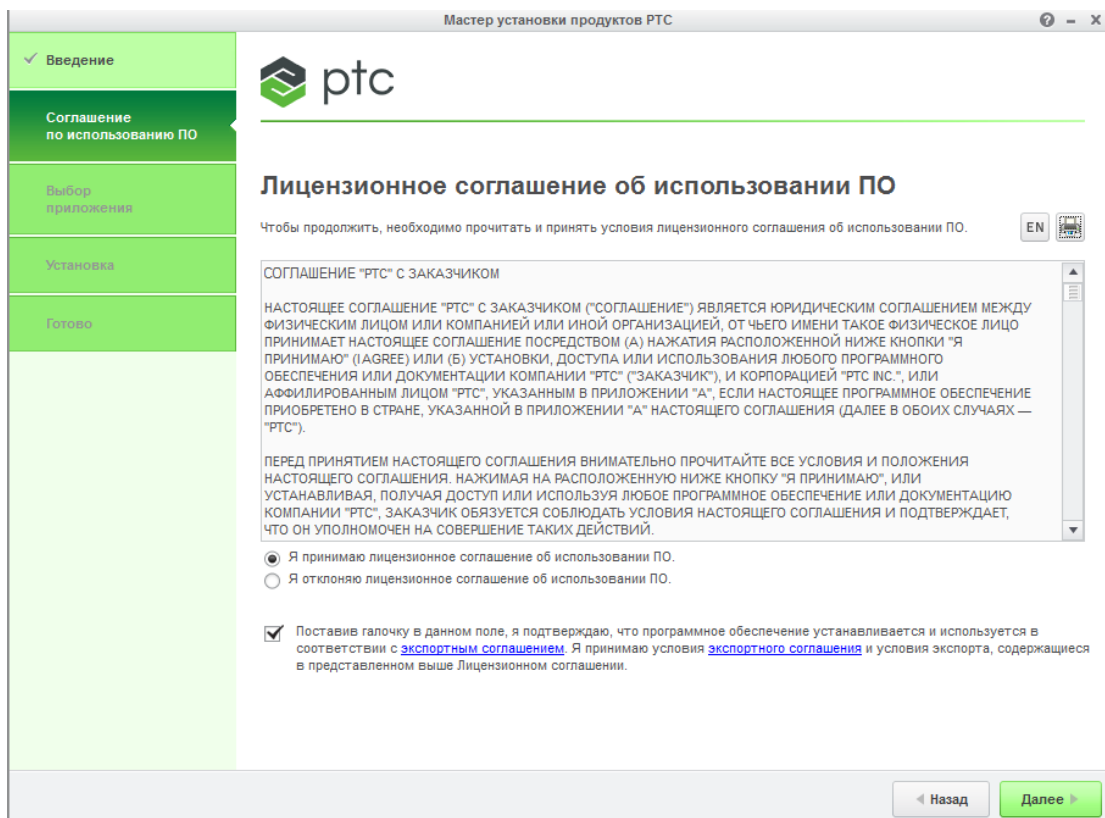 Мастер установки продуктов PTC
Введение
ptc
Соглашение
по использованию ПО
Выбор
приложения
Установка
Готово
Лицензионное соглашение об использовании ПО
Чтобы продолжить, необходимо прочитать и принять условия лицензионного соглашения об использовании ПО.
EN
СОГЛАШЕНИЕ "PTC" С ЗАКАЗЧИКОМ
НАСТОЯЩЕЕ СОГЛАШЕНИЕ "PTC" С ЗАКАЗЧИКОМ ("СОГЛАШЕНИЕ") ЯВЛЯЕТСЯ ЮРИДИЧЕСКИМ СОГЛАШЕНИЕМ МЕЖДУ
ФИЗИЧЕСКИМ ЛИЦОМ ИЛИ КОМПАНИЕЙ ИЛИ ИНОЙ ОРГАНИЗАЦИЕЙ, ОТ ЧЬЕГО ИМЕНИ ТАКОЕ ФИЗИЧЕСКОЕ ЛИЦО
ПРИНИМАЕТ НАСТОЯЩЕЕ СОГЛАШЕНИЕ ПОСРЕДСТВОМ (А) НАЖАТИЯ РАСПОЛОЖЕННОЙ НИЖЕ КНОПКИ "Я
ПРИНИМАЮ" (I AGREE) ИЛИ (Б) УСТАНОВКИ, ДОСТУПА ИЛИ ИСПОЛЬЗОВАНИЯ ЛЮБОГО ПРОГРАММНОГО
ОБЕСПЕЧЕНИЯ ИЛИ ДОКУМЕНТАЦИИ КОМПАНИИ "PTC" ("ЗАКАЗЧИК"), И КОРПОРАЦИЕЙ "PTC INC.", ИЛИ
АФФИЛИРОВАННЫМ ЛИЦОМ "PTC", УКАЗАННЫМ В ПРИЛОЖЕНИИ "А", ЕСЛИ НАСТОЯЩЕЕ ПРОГРАММНОЕ ОБЕСПЕЧЕНИЕ
ПРИОБРЕТЕНО В СТРАНЕ, УКАЗАННОЙ В ПРИЛОЖЕНИИ "А" НАСТОЯЩЕГО СОГЛАШЕНИЯ (ДАЛЕЕ В ОБОИХ СЛУЧАЯХ —
"PTC").
ПЕРЕД ПРИНЯТИЕМ НАСТОЯЩЕГО СОГЛАШЕНИЯ ВНИМАТЕЛЬНО ПРОЧИТАЙТЕ ВСЕ УСЛОВИЯ И ПОЛОЖЕНИЯ
НАСТОЯЩЕГО СОГЛАШЕНИЯ. НАЖИМАЯ НА РАСПОЛОЖЕННУЮ НИЖЕ КНОПКУ "Я ПРИНИМАЮ", ИЛИ
УСТАНАВЛИВАЯ, ПОЛУЧАЯ ДОСТУП ИЛИ ИСПОЛЬЗУЯ ЛЮБОЕ ПРОГРАММНОЕ ОБЕСПЕЧЕНИЕ ИЛИ ДОКУМЕНТАЦИЮ
КОМПАНИИ "PTC", ЗАКАЗЧИК ОБЯЗУЕТСЯ СОБЛЮДАТЬ УСЛОВИЯ НАСТОЯЩЕГО СОГЛАШЕНИЯ И ПОДТВЕРЖДАЕТ,
ЧТО ОН УПОЛНОМОЧЕН НА СОВЕРШЕНИЕ ТАКИХ ДЕЙСТВИЙ.
Я принимаю лицензионное соглашение об использовании ПО.
Я отклоняю лицензионное соглашение об использовании ПО.
Поставив галочку в данном поле, я подтверждаю, что программное обеспечение устанавливается и используется в
соответствии с экспортным соглашением. Я принимаю условия экспортного соглашения и условия экспорта, содержащиеся
в представленном выше Лицензионном соглашении.
Назад
Далее